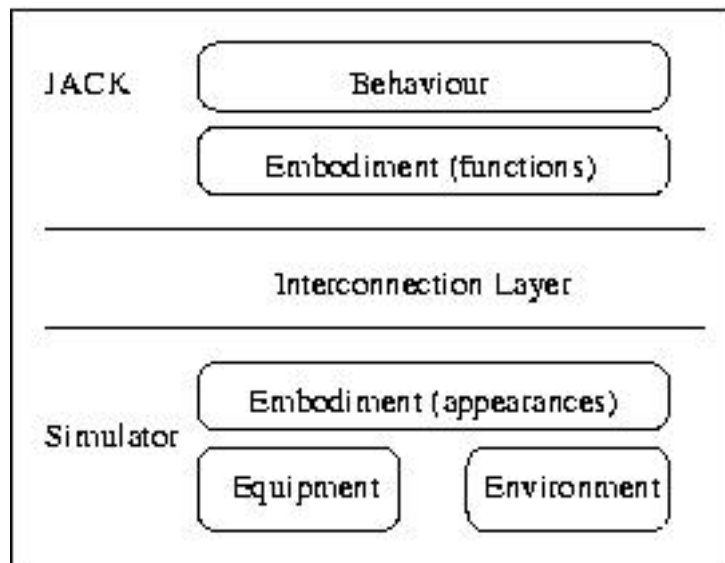 JACK
Behaviour
Embodiment (functions)
Interconnection Layer
Embodiment (appearances)
Simulator
Equipment
Environment